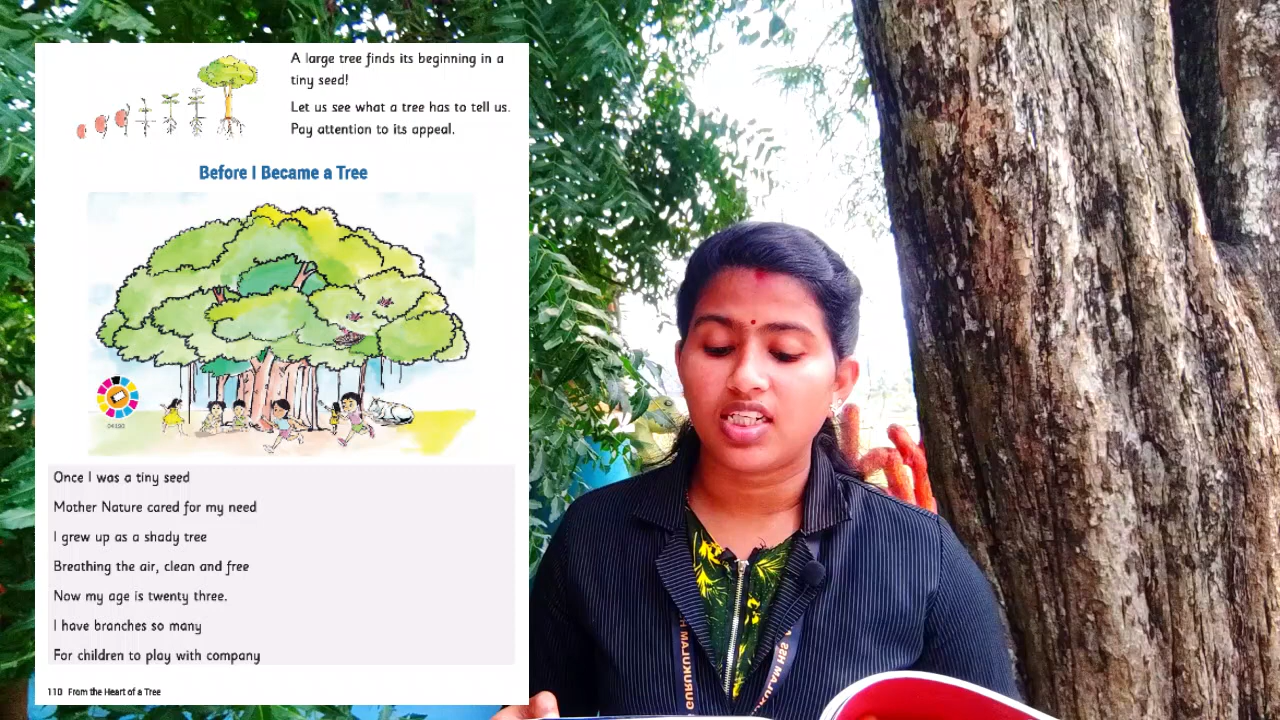 A large tree finds its beginning in a
tiny seed!
Let us see what a tree has to tell us.
Pay attention to its appeal.
Before I Became a Tree
04ISD
Once I was a tiny seed
Mother Nature cared for my need
I grew up as a shady tree
Breathing the air, clean and free
Now my age is twenty three.
I have branches so many
For children to play with company
110 From the Heart of a Tree
GURUKULAM